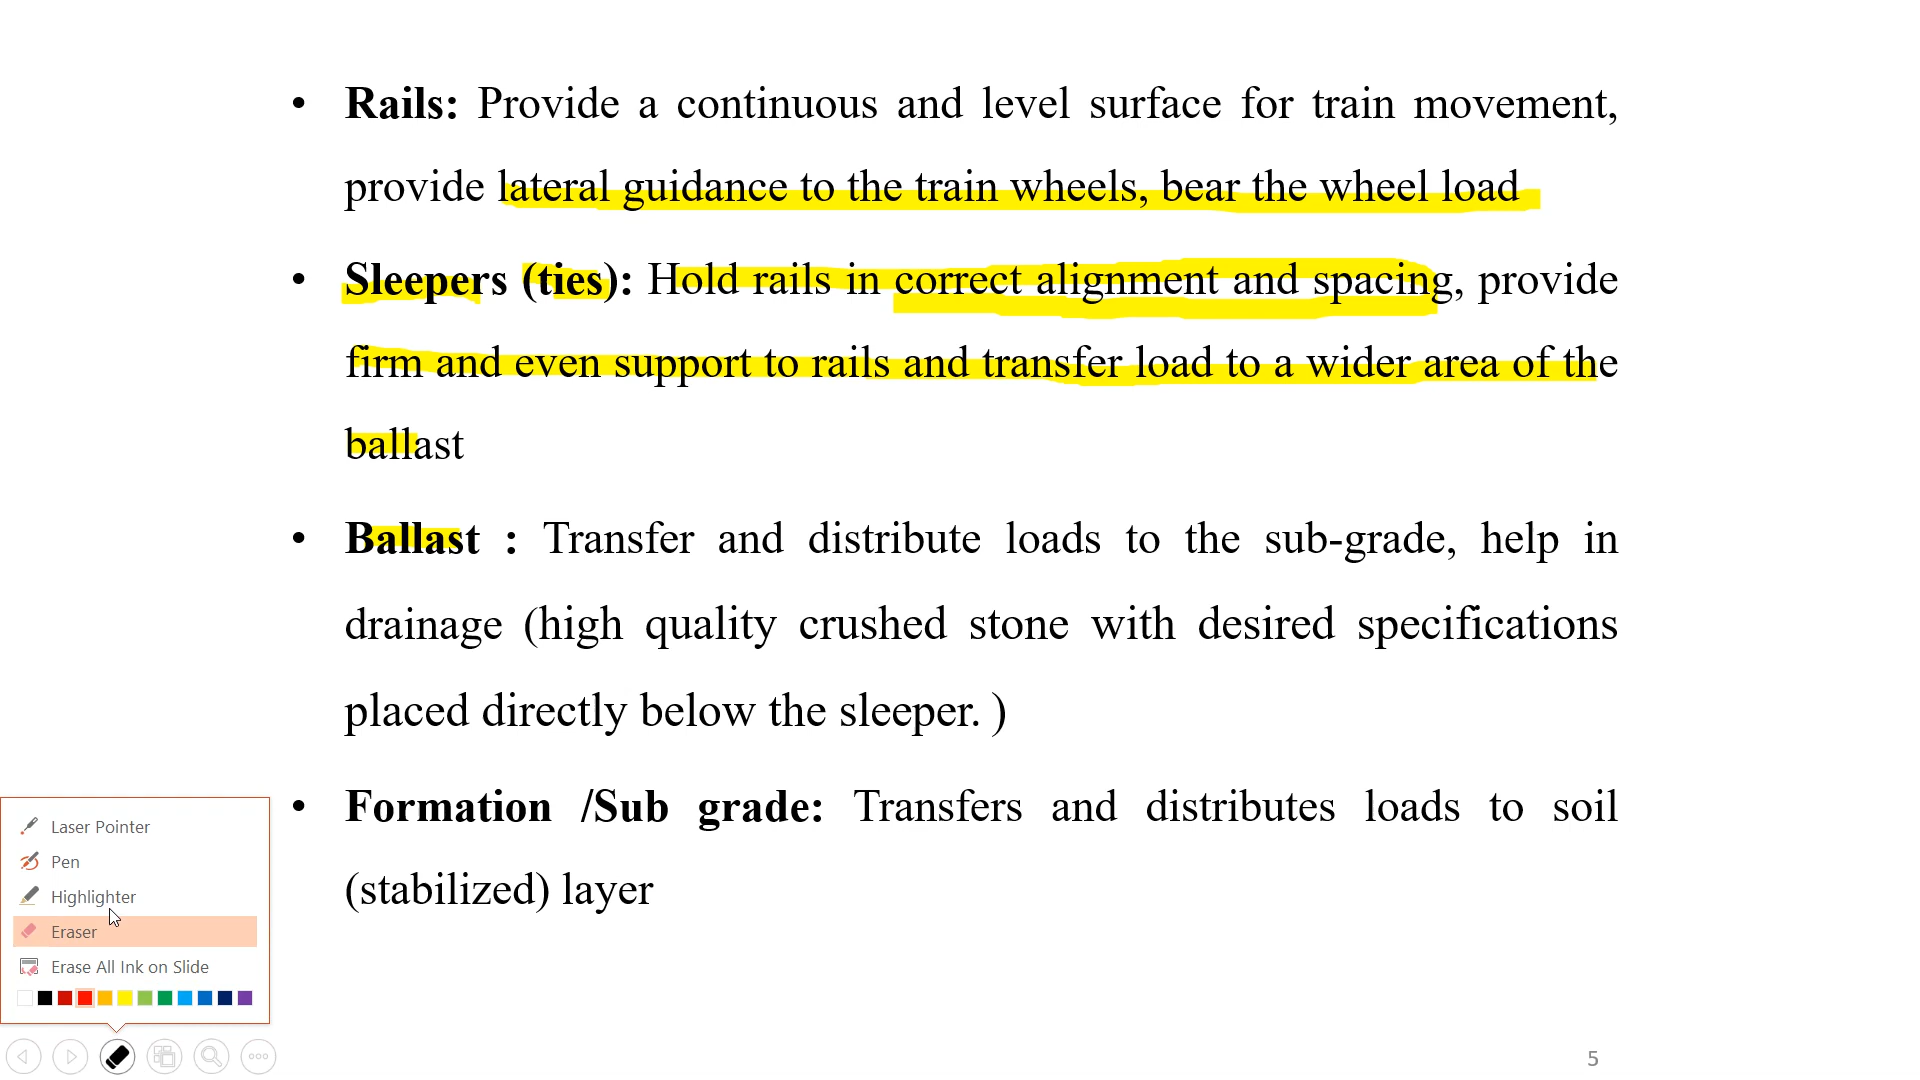 • Rails: Provide a continuous and level surface for train movement,
provide lateral guidance to the train wheels, bear the wheel load
• Sleepers (ties): Hold rails in correct alignment and spacing, provide
firm and even support to rails and transfer load to a wider area of the
ballast
• Ballast : Transfer and distribute loads to the sub-grade, help in
drainage (high quality crushed stone with desired specifications
placed directly below the sleeper. )
• Formation /Sub grade: Transfers and distributes loads to soil
(stabilized) layer
Laser Pointer
Pen
Highlighter
Eraser
Erase All Ink on Slide
5